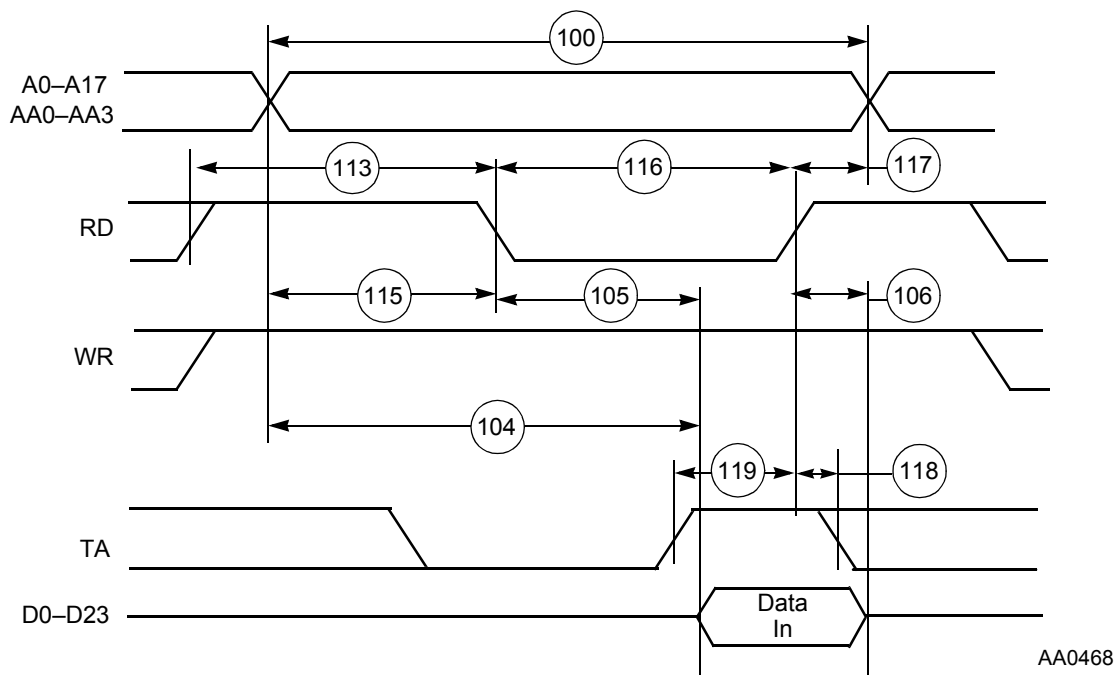 100
A0–A17
AA0–AA3
113
116
117
RD
115
105
106
WR
104
119
118
TA
D0–D23
Data
In
AA0468